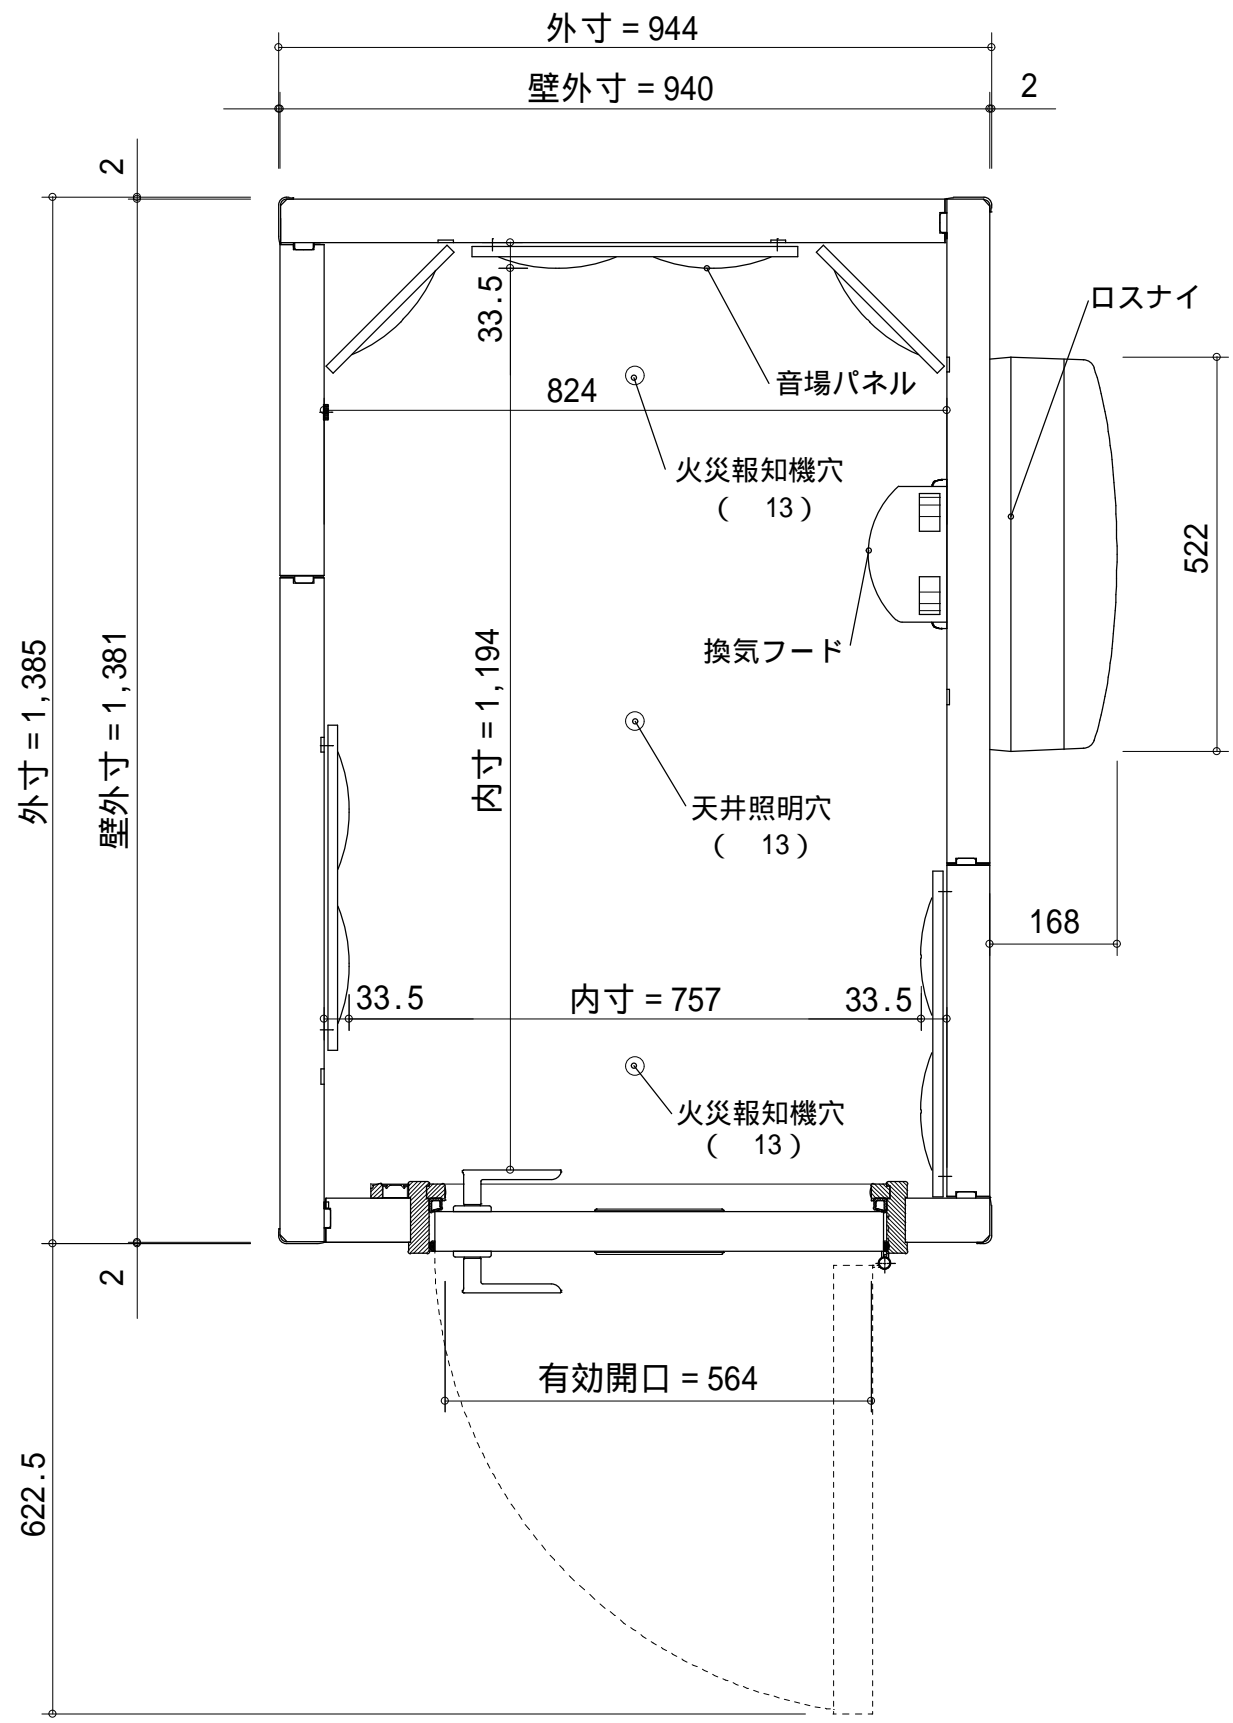 外寸 = 944
壁外寸 = 940
2
2
ロスナイ
33.5
音場パネル
824
火災報知機穴
(　13)
522
換気フード
内寸 = 1,194
外寸 = 1,385
壁外寸 = 1,381
天井照明穴
(　13)
168
33.5
内寸 = 757
33.5
火災報知機穴
(　13)
2
有効開口 = 564
622.5